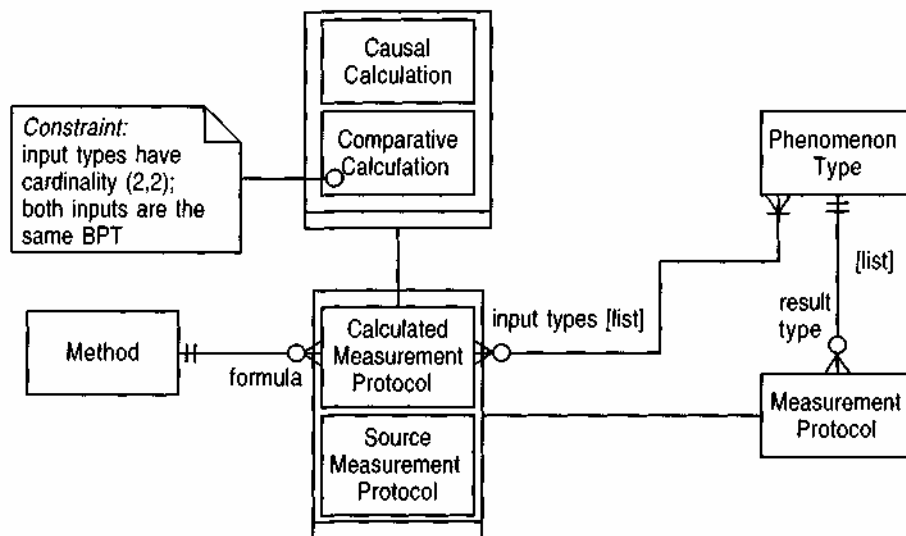 Causal
Calculation
Comparative
Calculation
Constraint:
input types have
cardinality (2,2);
both inputs are the
same BPT
Phenomenon
Type
[list]
result
type
input types [list]
Method
formula
Calculated
Measurement
Protocol
Source
Measurement
Protocol
Measurement
Protocol